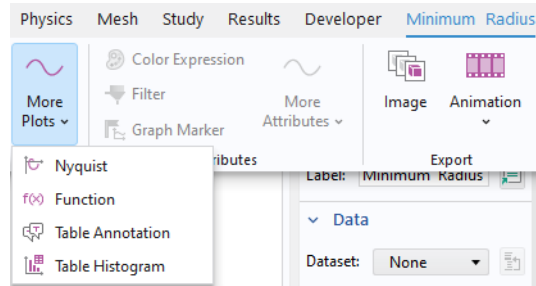 Physics Mesh Study Results Developer Minimum Radius
More
Plots
Color Expression
Filter
Graph Marker
More
Attributes
Image
Animation
ributes
Export
Nyquist
f(x) Function
Table Annotation
Table Histogram
Label: Minimum Radius
Data
Dataset: None